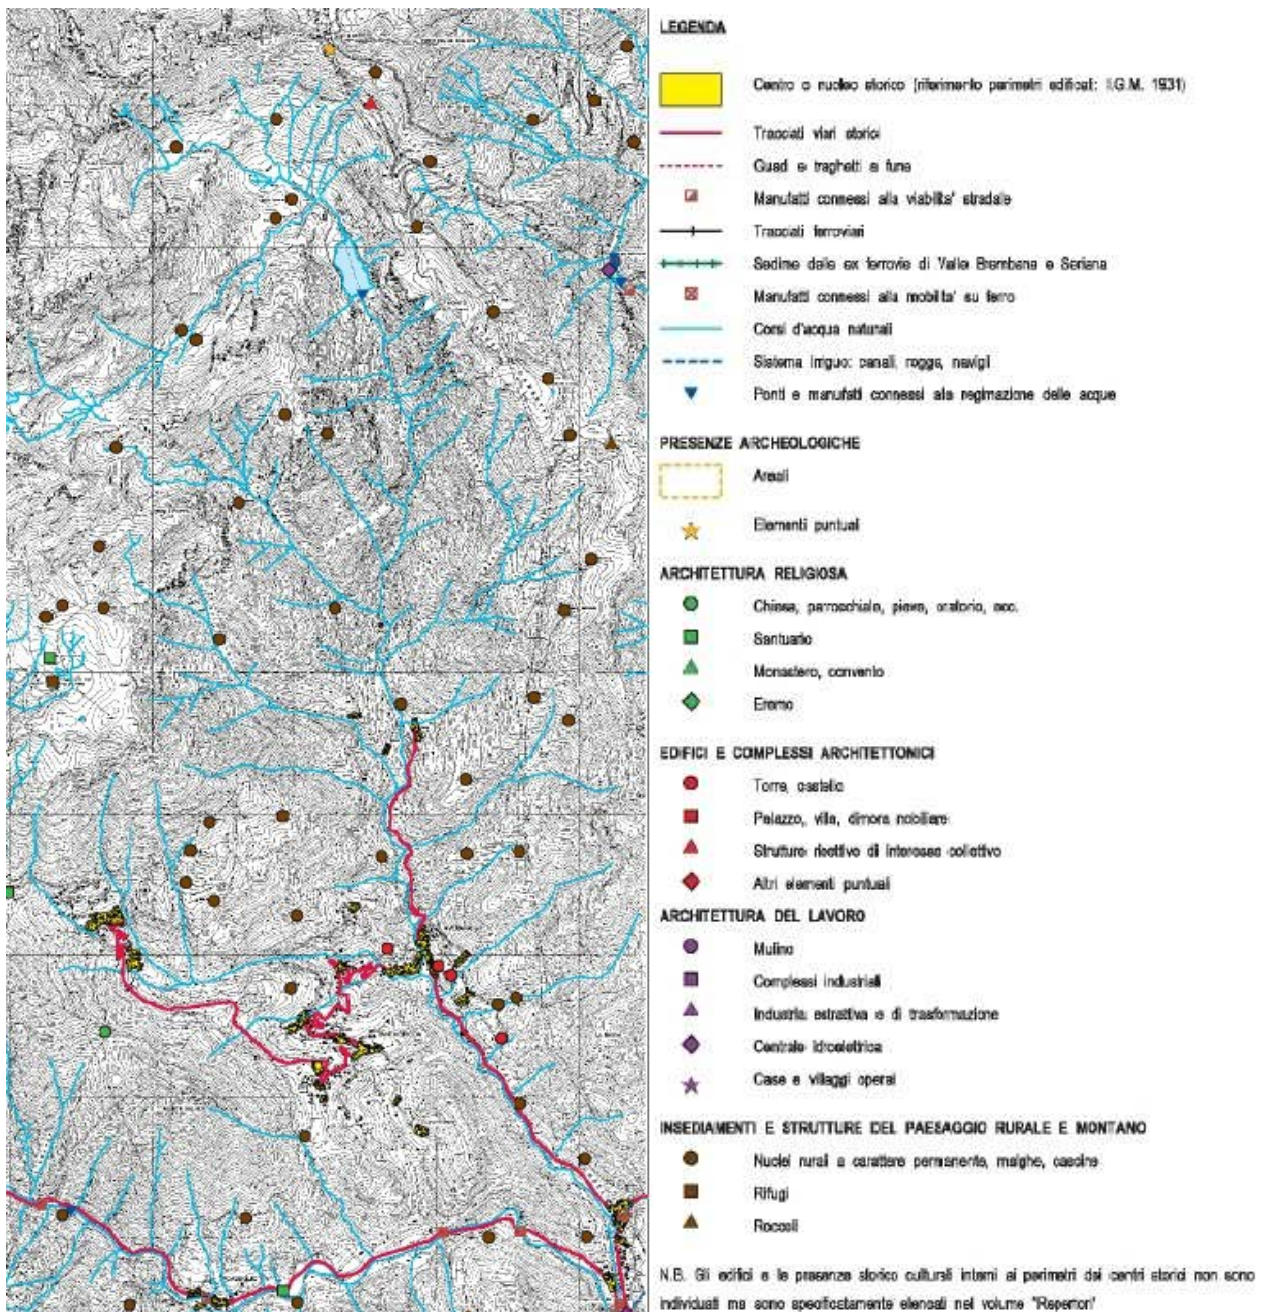 LEGENDA
Centro o nucleo storico (riferimento perimetri edificati: I.G.M. 1931)
Tracciati viari storici
Guadi e traghetti a fune
Manufatti connessi alla viabilita' stradale
Tracciati ferroviari
Sedime delle ex ferrovie di Valle Brembana e Seriana
Manufatti connessi alla mobilita' su ferro
Corsi d'acqua naturali
Sistema irriguo: canali, rogge, navigli
Ponti e manufatti connessi alla regimazione delle acque
PRESENZE ARCHEOLOGICHE
Areali
Elementi puntuali
ARCHITETTURA RELIGIOSA
Chiesa, parrocchiale, pieve, oratorio, ecc.
Santuario
Monastero, convento
Eremo
EDIFICI E COMPLESSI ARCHITETTONICI
Torre, castello
Palazzo, villa, dimora nobiliare
Strutture ricettive di interesse collettivo
Altri elementi puntuali
ARCHITETTURA DEL LAVORO
Mulino
Complessi industriali
Industria estrattiva e di trasformazione
Centrale idroelettrica
Case e villaggi operai
INSEDIAMENTI E STRUTTURE DEL PAESAGGIO RURALE E MONTANO
Nuclei rurali a carattere permanente, malghe, cascine
Rifugi
Roccoli
N.B. Gli edifici e le presenze storico culturali interni ai perimetri dei centri storici non sono
individuati ma sono specificatamente elencati nel volume "Repertori"